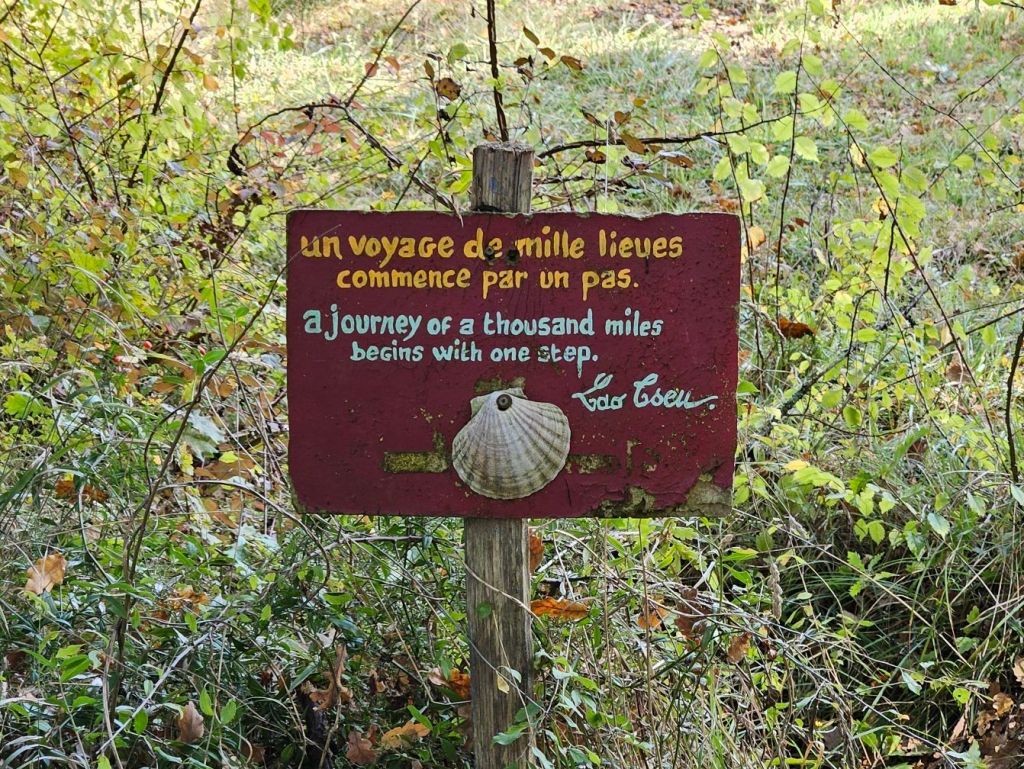 un voyage de mille lieues
commence par un pas.
a journey of a thousand miles
begins with one step.
Lao Tseu.